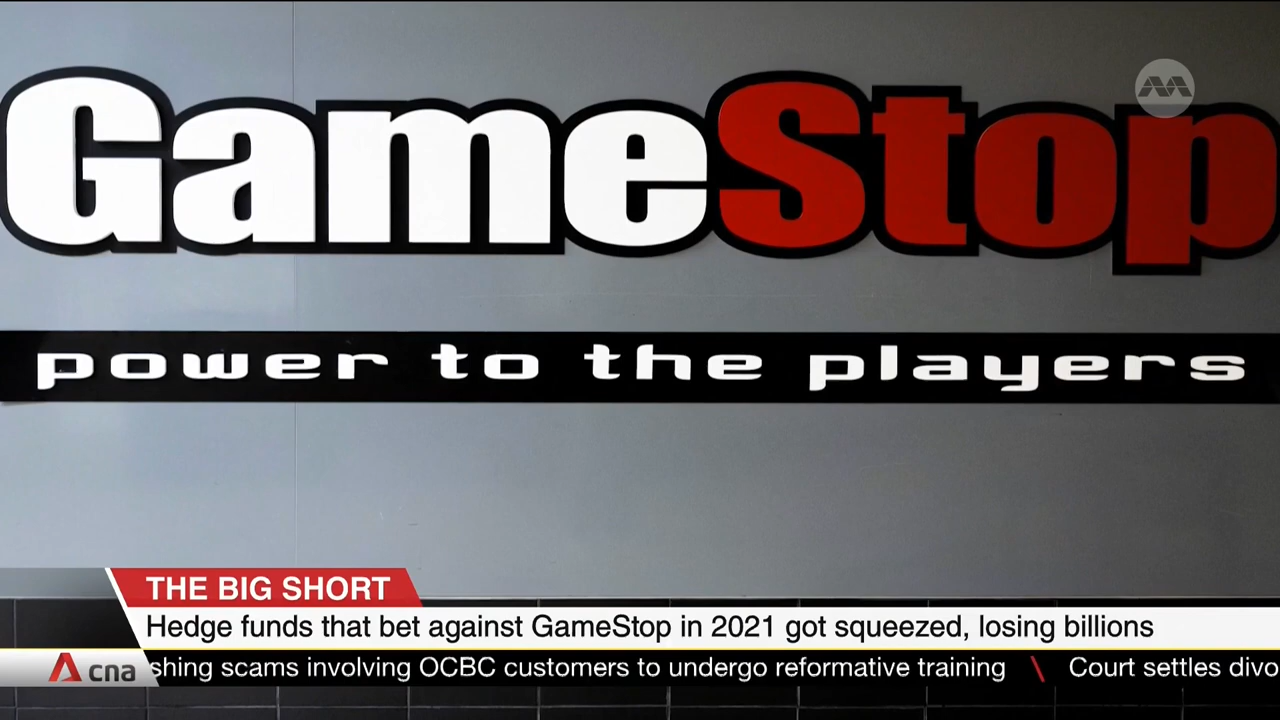 GameStop
power to the players
THE BIG SHORT
Hedge funds that bet against GameStop in 2021 got squeezed, losing billions
cna
shing scams involving OCBC customers to undergo reformative training \ Court settles divo